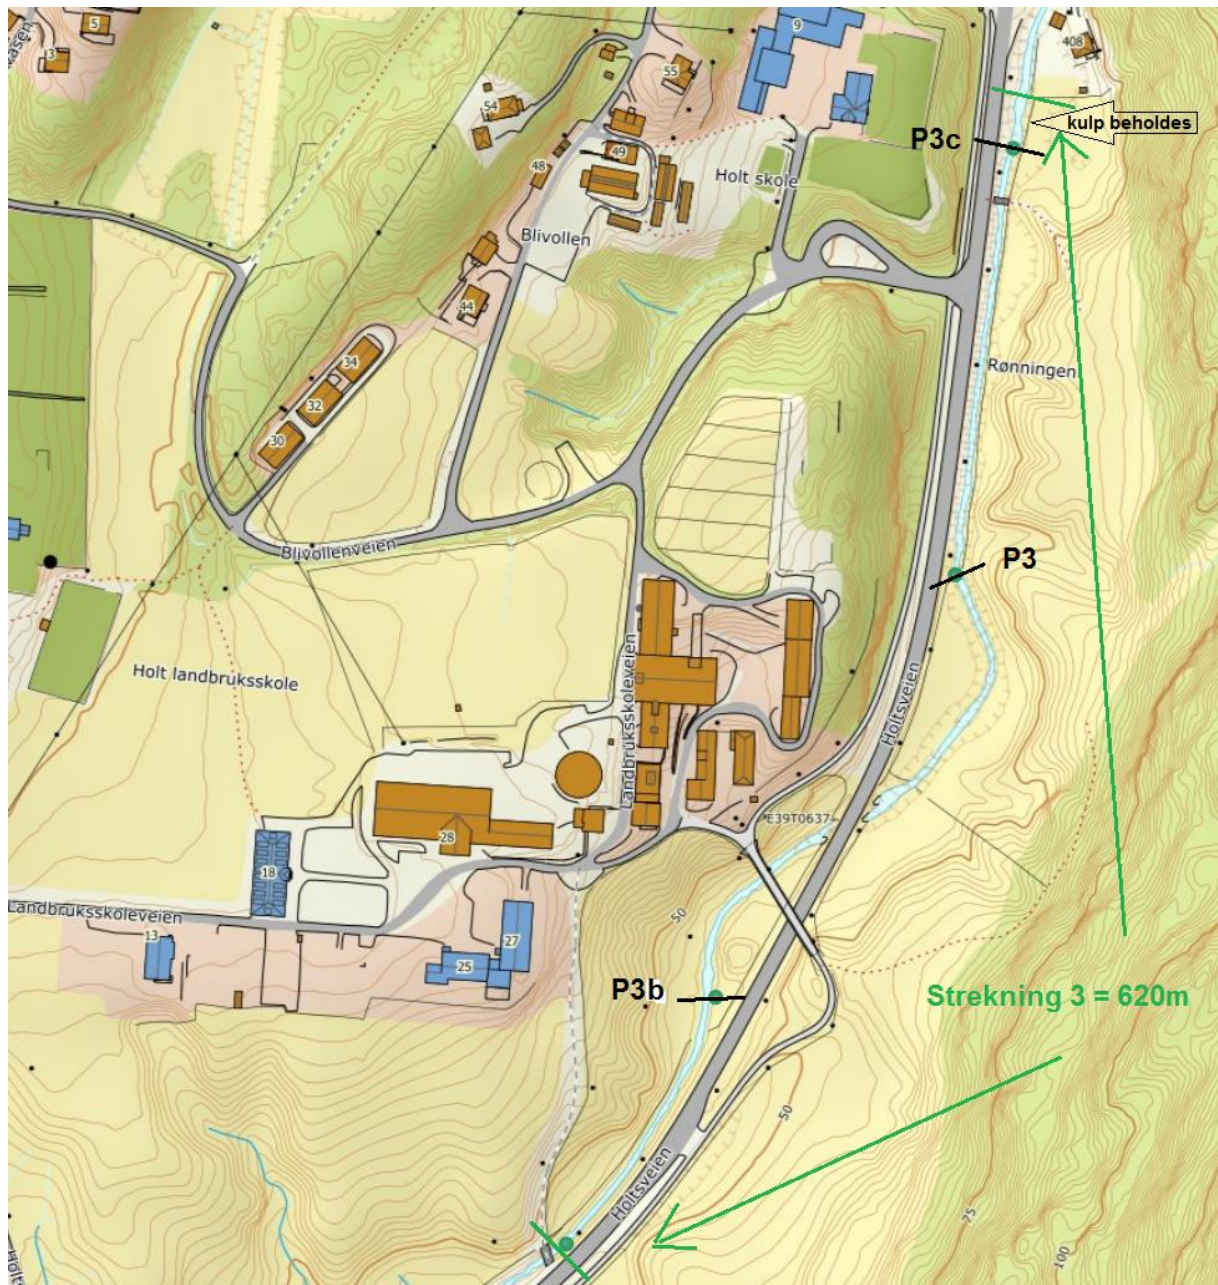 åsen
5
3
9
408
55
54
kulp beholdes
P3c
49
48
Holt skole
Blivollen
44
34
Rønningen
32
30
Blivollenveien
P3
Holt landbruksskole
Landbruksskoleveien
Holtsveien
E39T0637
28
18
50
Landbruksskoleveien
13
27
25
P3b
Strekning 3 = 620m
50
Holtsveien
75
100
Holt